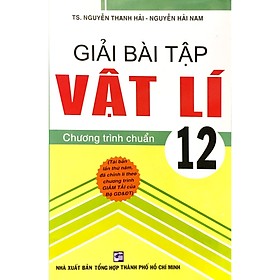 TS. NGUYỄN THANH HẢI - NGUYỄN HẢI NAM
GIẢI BÀI TẬP
VẬT LÍ
Chương trình chuẩn
12
(Tái bản
lần thứ năm,
đã chỉnh lí theo
chương trình
GIẢM TẢI của
Bộ GD&ĐT)
NHÀ XUẤT BẢN TỔNG HỢP THÀNH PHỐ HỒ CHÍ MINH